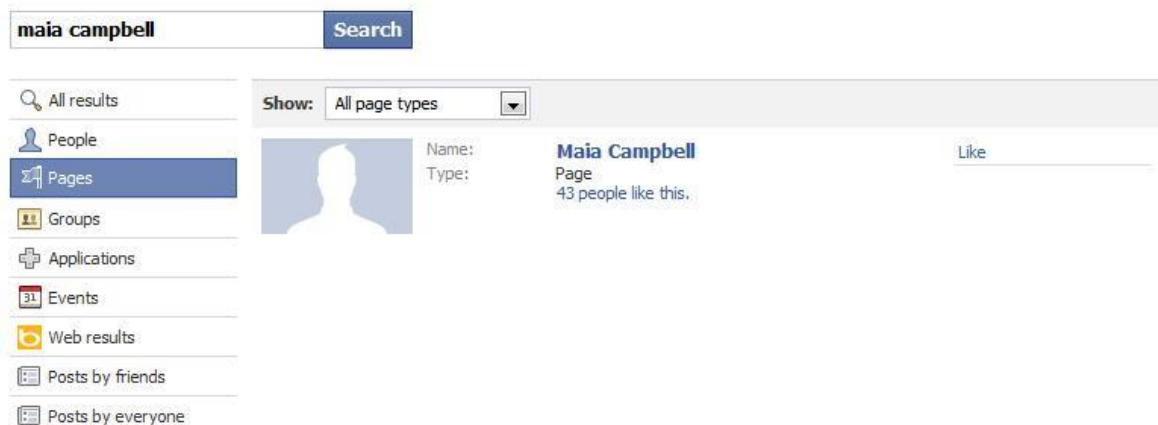 maia campbell Search
All results
People
Pages
Groups
Applications
31 Events
Web results
Posts by friends
Posts by everyone
Show: All page types
Name: Maia Campbell Like
Type: Page
43 people like this.